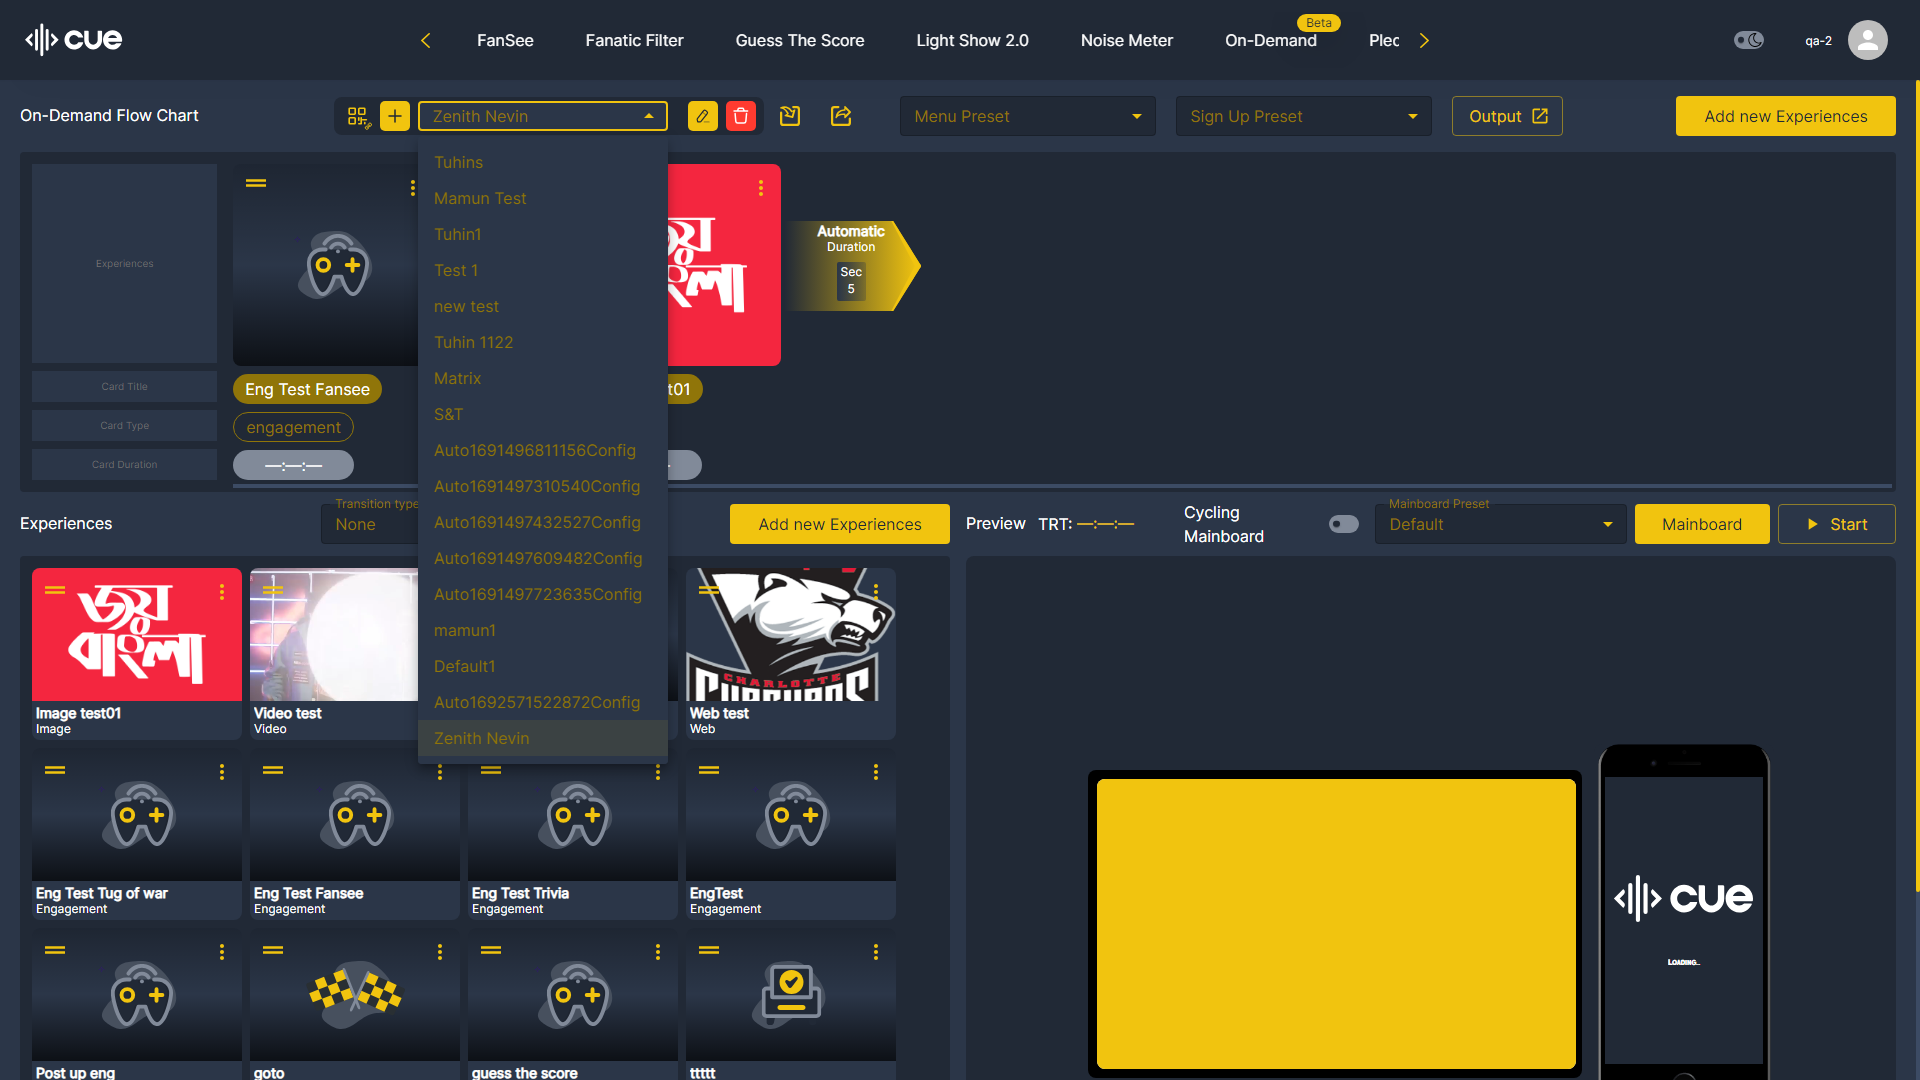 cue
FanSee
Fanatic Filter
Guess The Score
Light Show 2.0
Noise Meter
On-Demand
Beta
Plec
qa-2
On-Demand Flow Chart
Zenith Nevin
Menu Preset
Sign Up Preset
Output
Add new Experiences
Tuhins
Mamun Test
Tuhin1
Test 1
new test
Tuhin 1122
Matrix
S&T
Auto1691496811156Config
Auto1691497310540Config
Auto1691497432527Config
Auto1691497609482Config
Auto1691497723635Config
mamun1
Default1
Auto1692571522872Config
Zenith Nevin
Experiences
Card Title
Card Type
Card Duration
Eng Test Fansee
engagement
—:—:—
t01
Automatic
Duration
Sec
5
Experiences
Transition type
None
Add new Experiences
Preview
TRT: —:—:—
Cycling
Mainboard
Mainboard Preset
Default
Mainboard
Start
জয়
বাংলা
Image test01
Image
Video test
Video
CHARLOTTE
Web test
Web
Eng Test Tug of war
Engagement
Eng Test Fansee
Engagement
Eng Test Trivia
Engagement
EngTest
Engagement
Post up eng
goto
guess the score
ttttt
cue
LOADING...